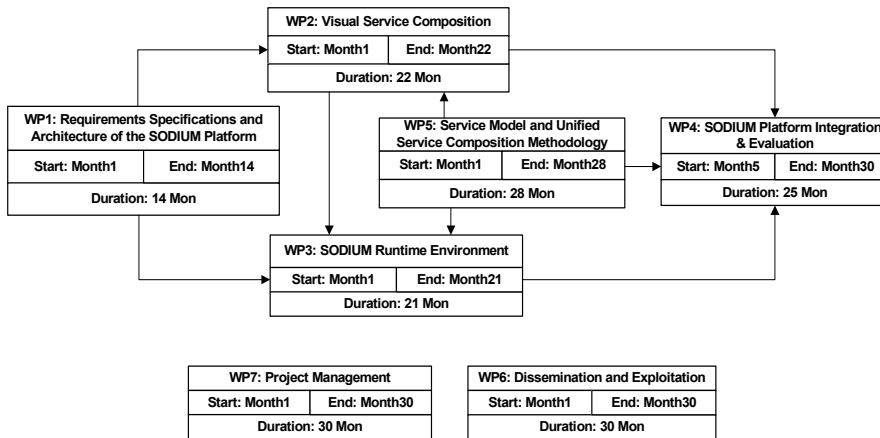 WP2: Visual Service Composition
Start: Month1
End: Month22
Duration: 22 Mon
WP1: Requirements Specifications and
Architecture of the SODIUM Platform
Start: Month1
End: Month14
Duration: 14 Mon
WP5: Service Model and Unified
Service Composition Methodology
Start: Month1
End: Month28
Duration: 28 Mon
WP4: SODIUM Platform Integration
& Evaluation
Start: Month5
End: Month30
Duration: 25 Mon
WP3: SODIUM Runtime Environment
Start: Month1
End: Month21
Duration: 21 Mon
WP7: Project Management
Start: Month1
End: Month30
Duration: 30 Mon
WP6: Dissemination and Exploitation
Start: Month1
End: Month30
Duration: 30 Mon